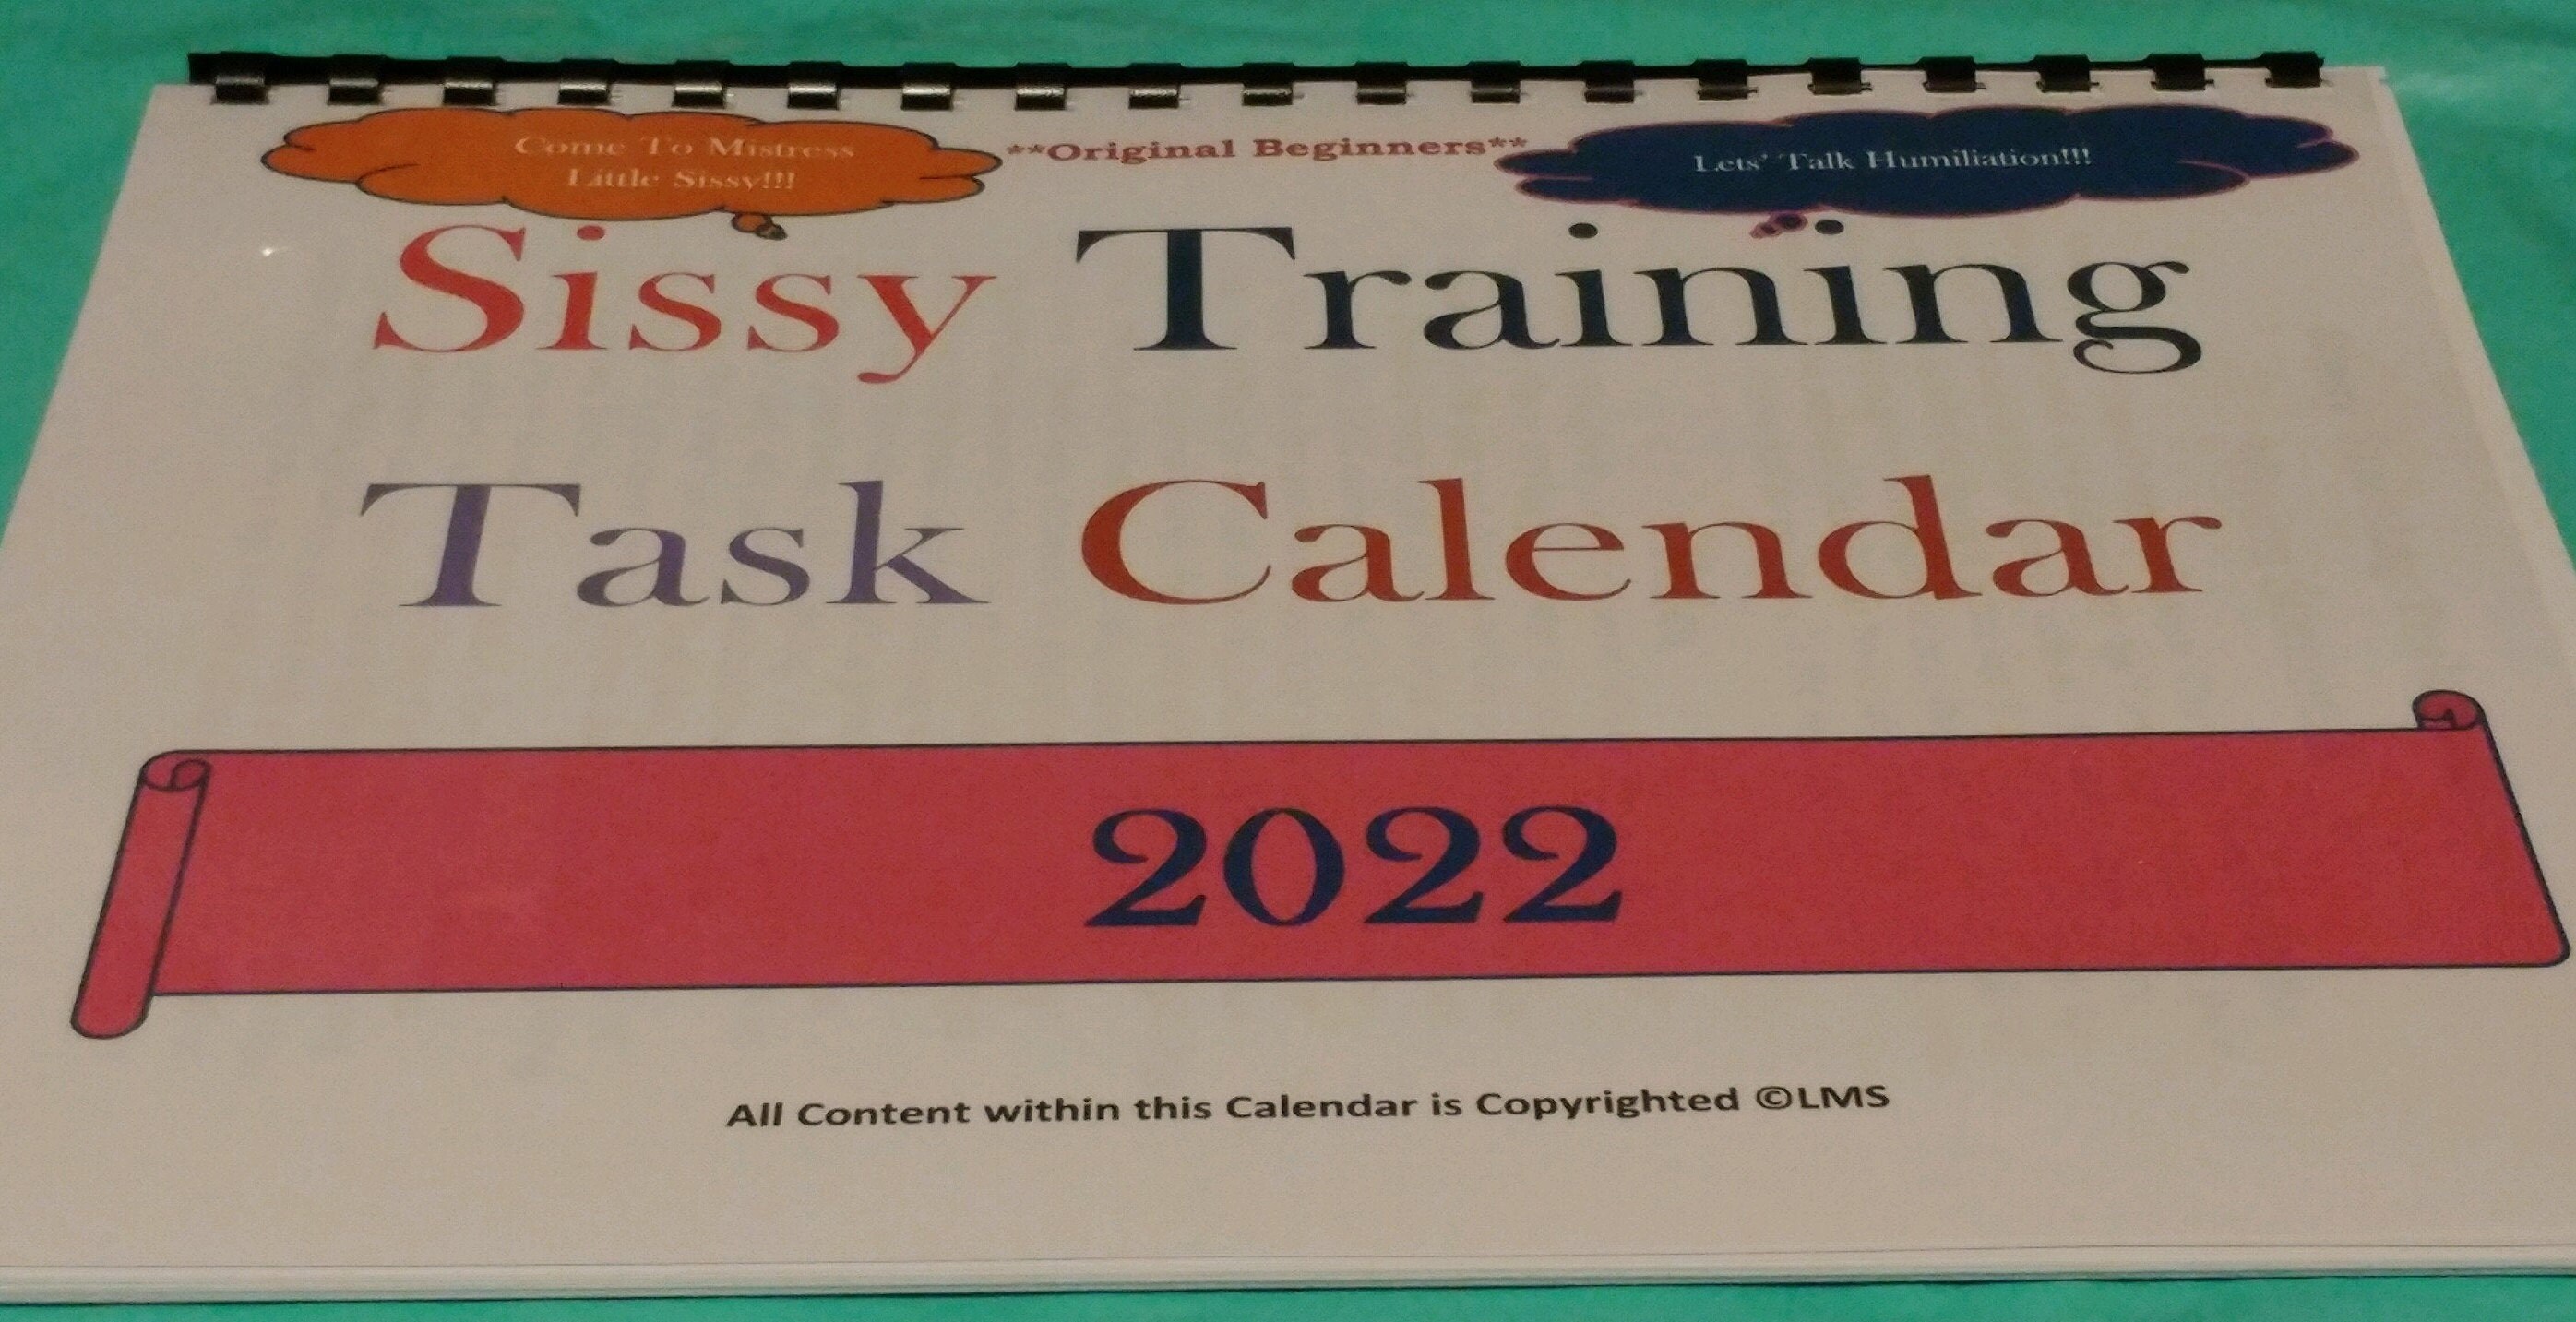 Come To Mistress
Little Sissy!!!
**Original Beginners**
Lets' Talk Humiliation!!!
Sissy Training
Task Calendar
2022
All Content within this Calendar is Copyrighted ©LMS